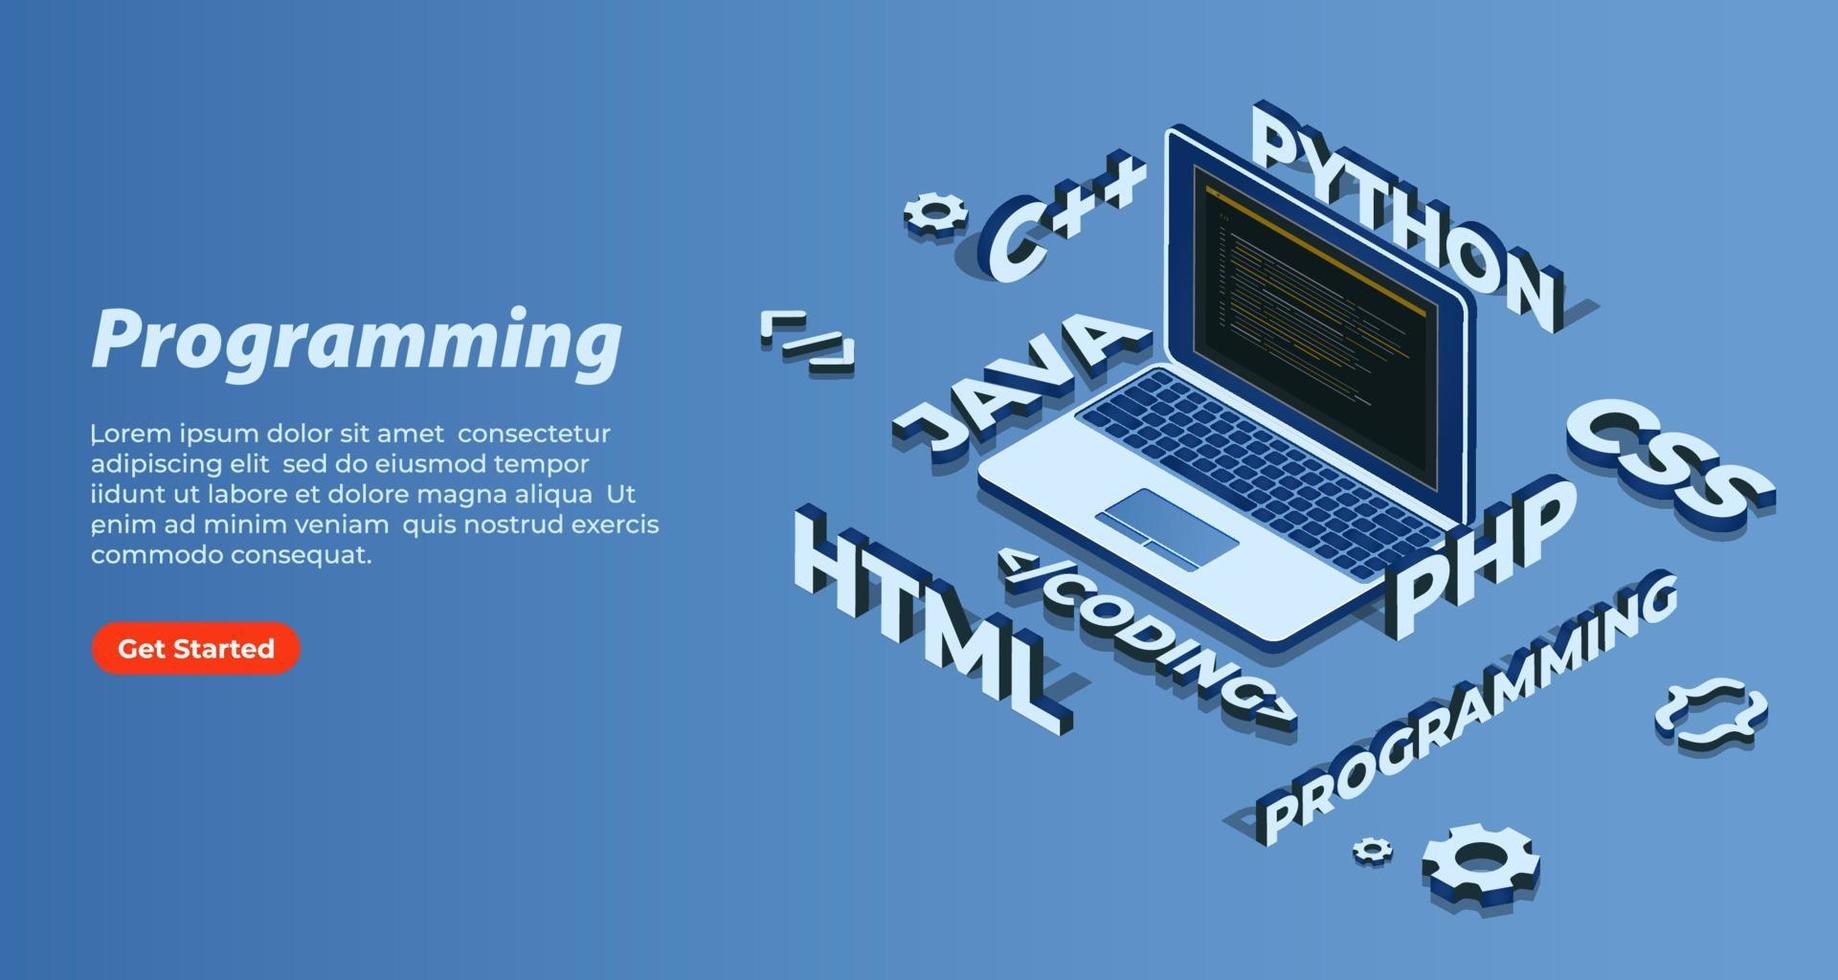 Programming
Lorem ipsum dolor sit amet consectetur
adipiscing elit sed do eiusmod tempor
iidunt ut labore et dolore magna aliqua Ut
enim ad minim veniam quis nostrud exercis
commodo consequat.
Get Started
PYTHON
C++
</>
JAVA
CSS
HTML
PHP
</CODING>
PROGRAMMING
{}